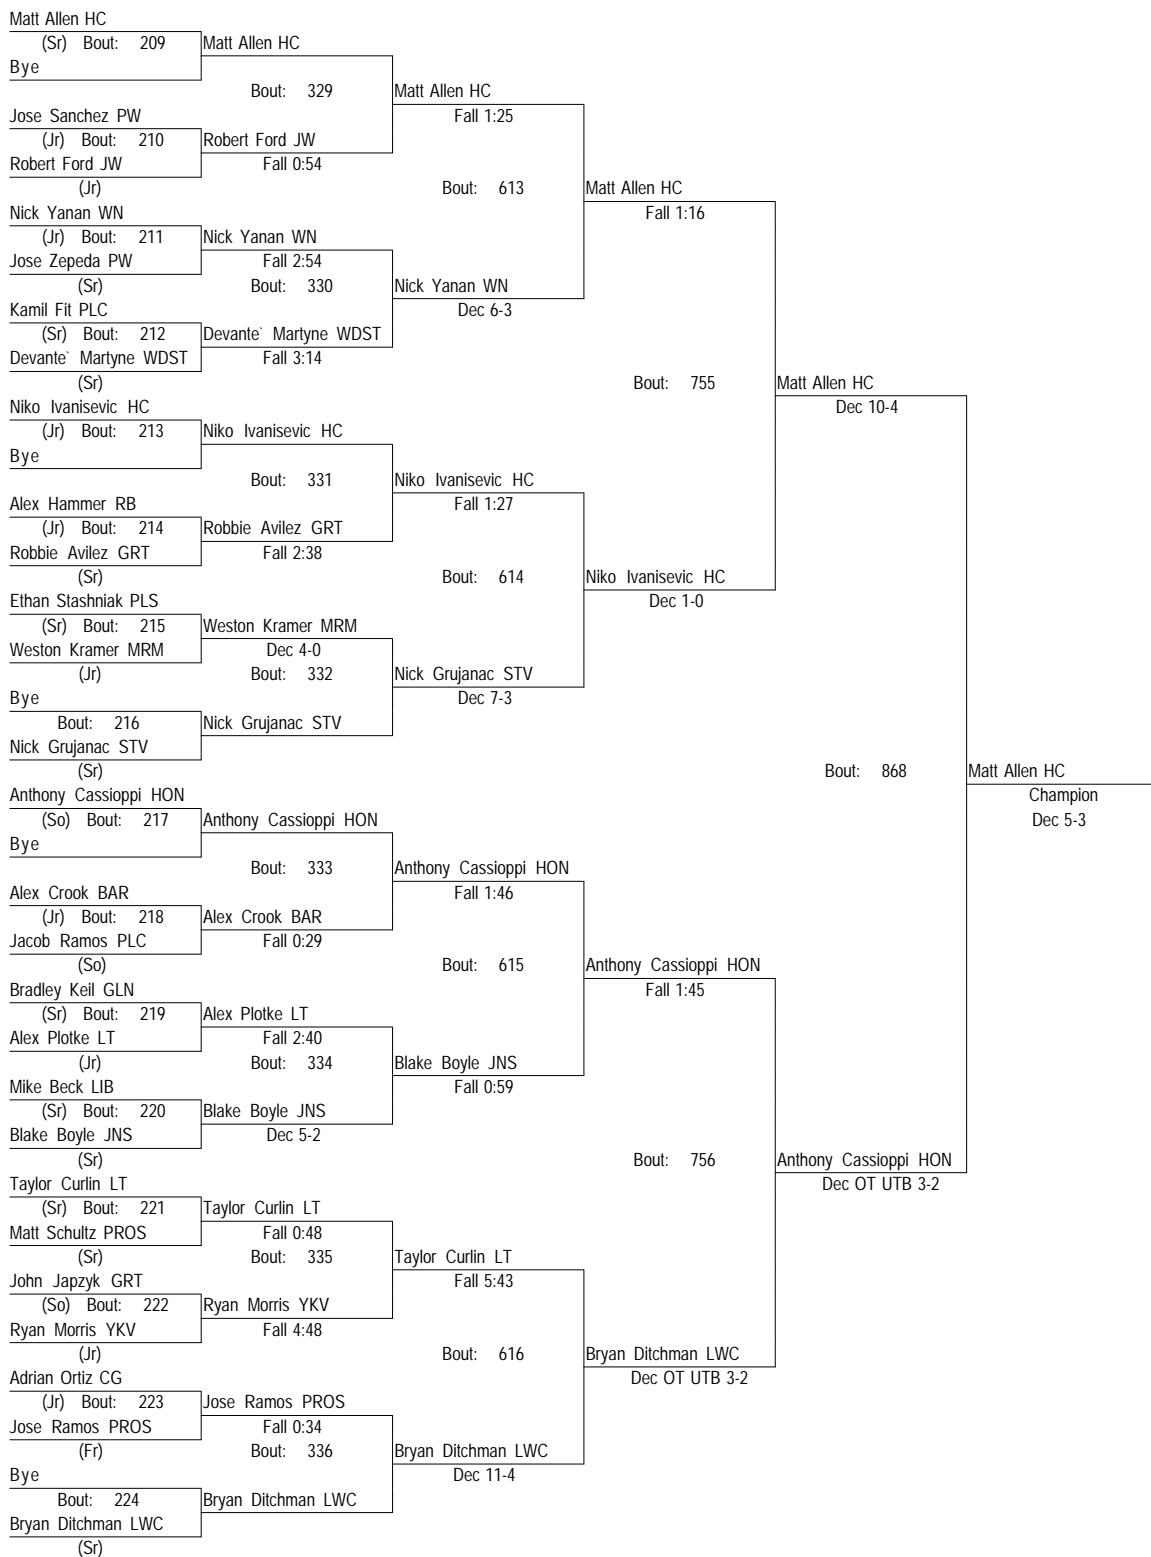 Matt Allen HC
(Sr) Bout: 209 Matt Allen HC
Bye
Bout: 329 Matt Allen HC
Jose Sanchez PW Fall 1:25
(Jr) Bout: 210 Robert Ford JW
Robert Ford JW Fall 0:54
(Jr) Bout: 613 Matt Allen HC
Nick Yanan WN Fall 1:16
(Jr) Bout: 211 Nick Yanan WN
Jose Zepeda PW Fall 2:54
(Sr) Bout: 330 Nick Yanan WN
Kamil Fit PLC Dec 6-3
(Sr) Bout: 212 Devante` Martyne WDST
Devante` Martyne WDST Fall 3:14
(Sr) Bout: 755 Matt Allen HC
Niko Ivanisevic HC Dec 10-4
(Jr) Bout: 213 Niko Ivanisevic HC
Bye
Bout: 331 Niko Ivanisevic HC
Alex Hammer RB Fall 1:27
(Jr) Bout: 214 Robbie Avilez GRT
Robbie Avilez GRT Fall 2:38
(Sr) Bout: 614 Niko Ivanisevic HC
Ethan Stashniak PLS Dec 1-0
(Sr) Bout: 215 Weston Kramer MRM
Weston Kramer MRM Dec 4-0
(Jr) Bout: 332 Nick Grujanac STV
Bye Dec 7-3
Bout: 216 Nick Grujanac STV
Nick Grujanac STV
(Sr) Bout: 868 Matt Allen HC
Anthony Cassioppi HON Champion
(So) Bout: 217 Anthony Cassioppi HON Dec 5-3
Bye
Bout: 333 Anthony Cassioppi HON
Alex Crook BAR Fall 1:46
(Jr) Bout: 218 Alex Crook BAR
Jacob Ramos PLC Fall 0:29
(So) Bout: 615 Anthony Cassioppi HON
Bradley Keil GLN Fall 1:45
(Sr) Bout: 219 Alex Plotke LT
Alex Plotke LT Fall 2:40
(Jr) Bout: 334 Blake Boyle JNS
Mike Beck LIB Fall 0:59
(Sr) Bout: 220 Blake Boyle JNS
Blake Boyle JNS Dec 5-2
(Sr) Bout: 756 Anthony Cassioppi HON
Taylor Curlin LT Dec OT UTB 3-2
(Sr) Bout: 221 Taylor Curlin LT
Matt Schultz PROS Fall 0:48
(Sr) Bout: 335 Taylor Curlin LT
John Japzyk GRT Fall 5:43
(So) Bout: 222 Ryan Morris YKV
Ryan Morris YKV Fall 4:48
(Jr) Bout: 616 Bryan Ditchman LWC
Adrian Ortiz CG Dec OT UTB 3-2
(Jr) Bout: 223 Jose Ramos PROS
Jose Ramos PROS Fall 0:34
(Fr) Bout: 336 Bryan Ditchman LWC
Bye Dec 11-4
Bout: 224 Bryan Ditchman LWC
Bryan Ditchman LWC
(Sr)